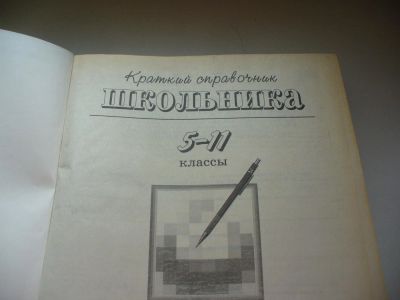 Краткий справочник
ШКОЛЬНИКА
5–11
классы